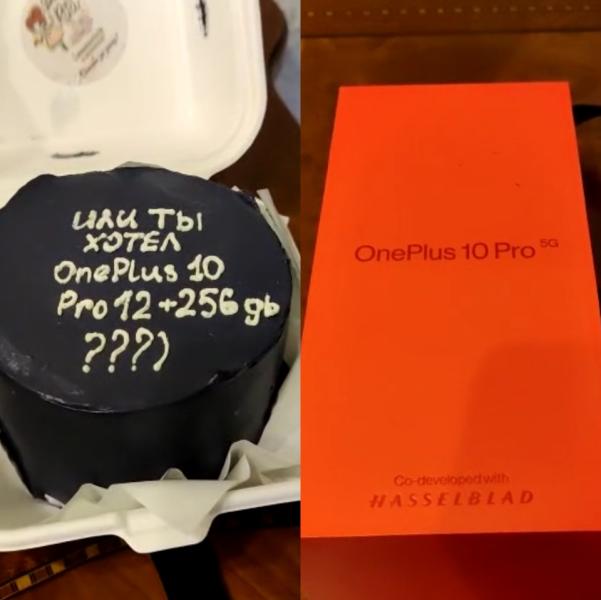 или ты
хотел
OnePlus 10
Pro 12+256 gb
???)
OnePlus 10 Pro 5G
Co-developed with
HASSELBLAD